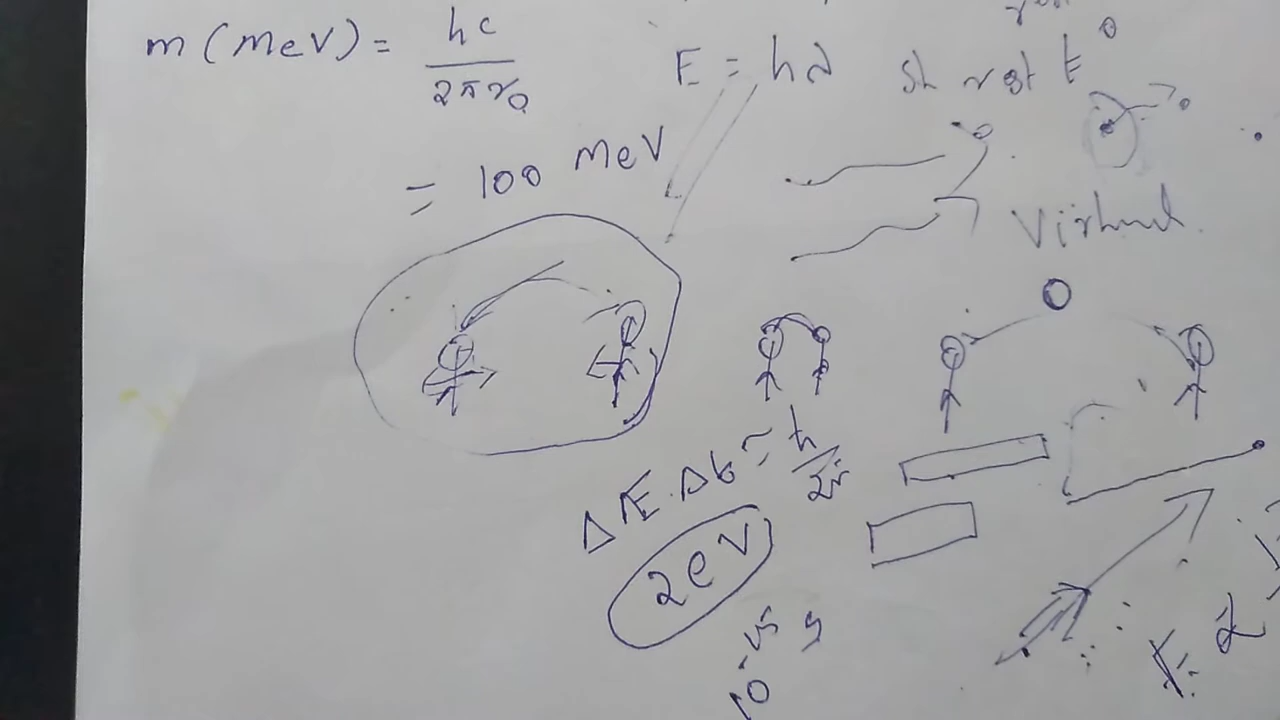 m (meV) = hc / 2πr₀
= 100 meV
E = hν
Virtual
ΔE·Δt ≈ h / 2π
2eV
10⁻¹⁵ s